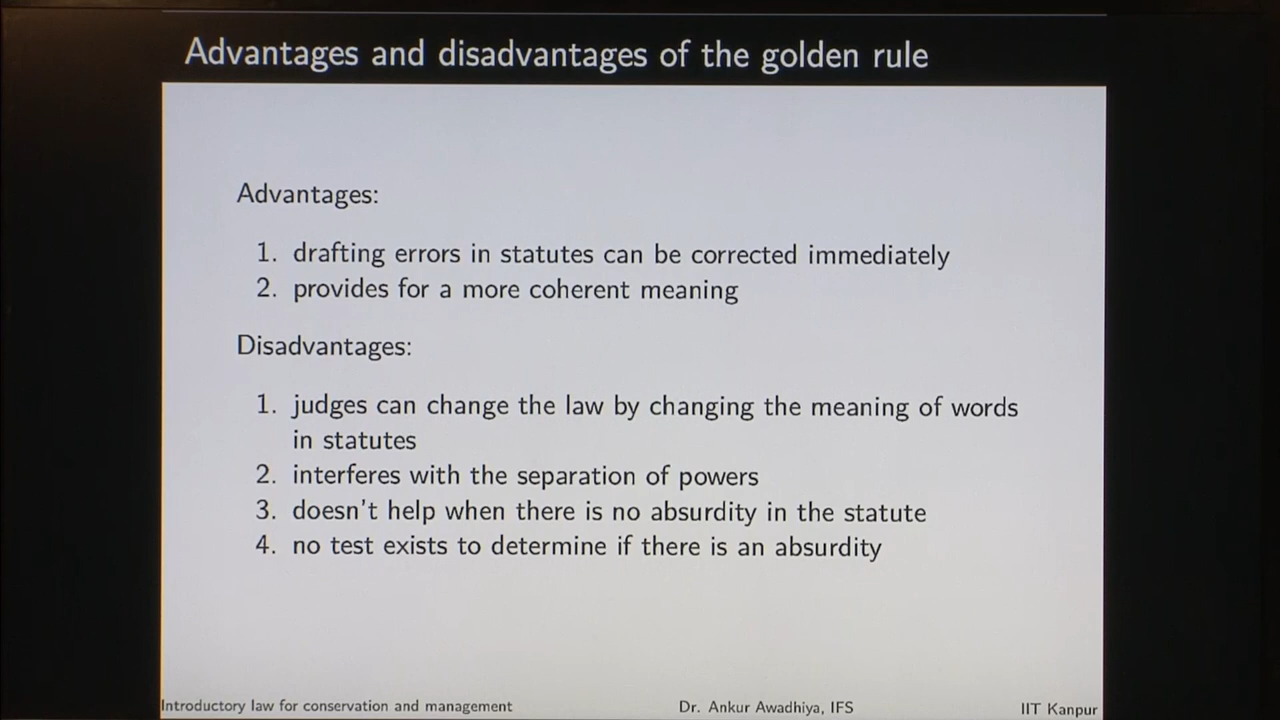 Advantages and disadvantages of the golden rule
Advantages:
1. drafting errors in statutes can be corrected immediately
2. provides for a more coherent meaning
Disadvantages:
1. judges can change the law by changing the meaning of words
in statutes
2. interferes with the separation of powers
3. doesn't help when there is no absurdity in the statute
4. no test exists to determine if there is an absurdity
Introductory law for conservation and management Dr. Ankur Awadhiya, IFS IIT Kanpur